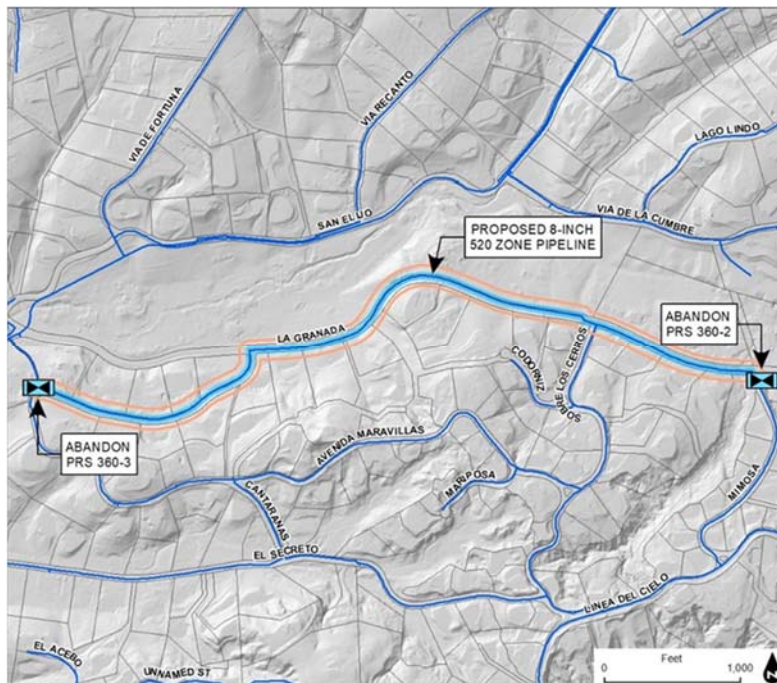 VIA DE FORTUNA
VIA RECANTO
LAGO LINDO
SAN ELIJO
VIA DE LA CUMBRE
PROPOSED 8-INCH
520 ZONE PIPELINE
LA GRANADA
ABANDON
PRS 360-2
CODORNIZ
SOBRE LOS CERROS
ABANDON
PRS 360-3
AVENIDA MARAVILLAS
MARIPOSA
MIMOSA
CANTARANAS
EL SECRETO
LINEA DEL CIELO
EL ACEBO
UNNAMED ST
Feet
0 1,000
Z